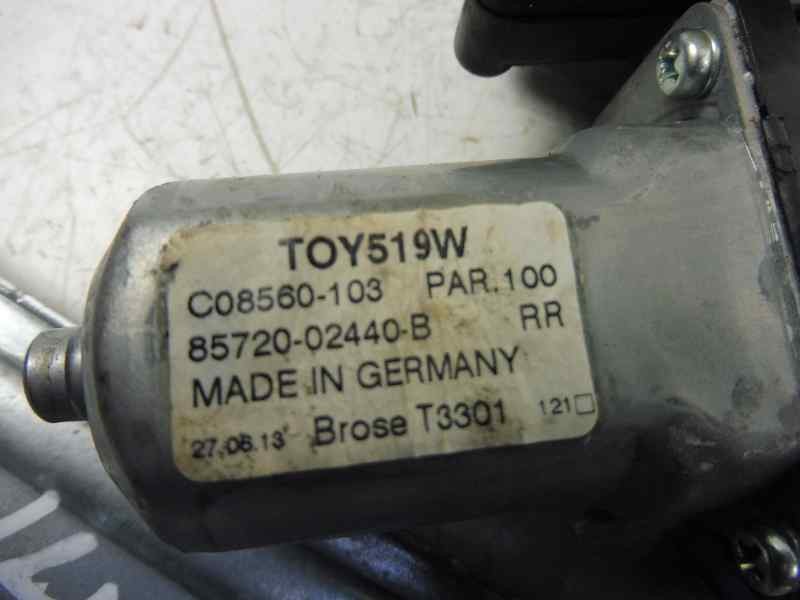 TOY519W
C08560-103 PAR.100
85720-02440-B RR
MADE IN GERMANY
27.06.13 Brose T3301 121